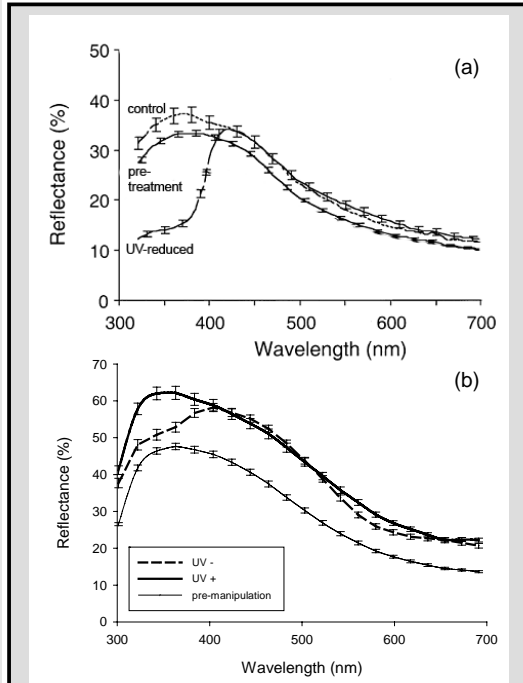 50
(a)
control
40
30
pre-
treatment
20
UV-reduced
10
0
300
400
500
600
700
Reflectance (%)
Wavelength (nm)
70
(b)
60
50
40
30
20
10
0
UV -
UV +
pre-manipulation
300
400
500
600
700
Reflectance (%)
Wavelength (nm)